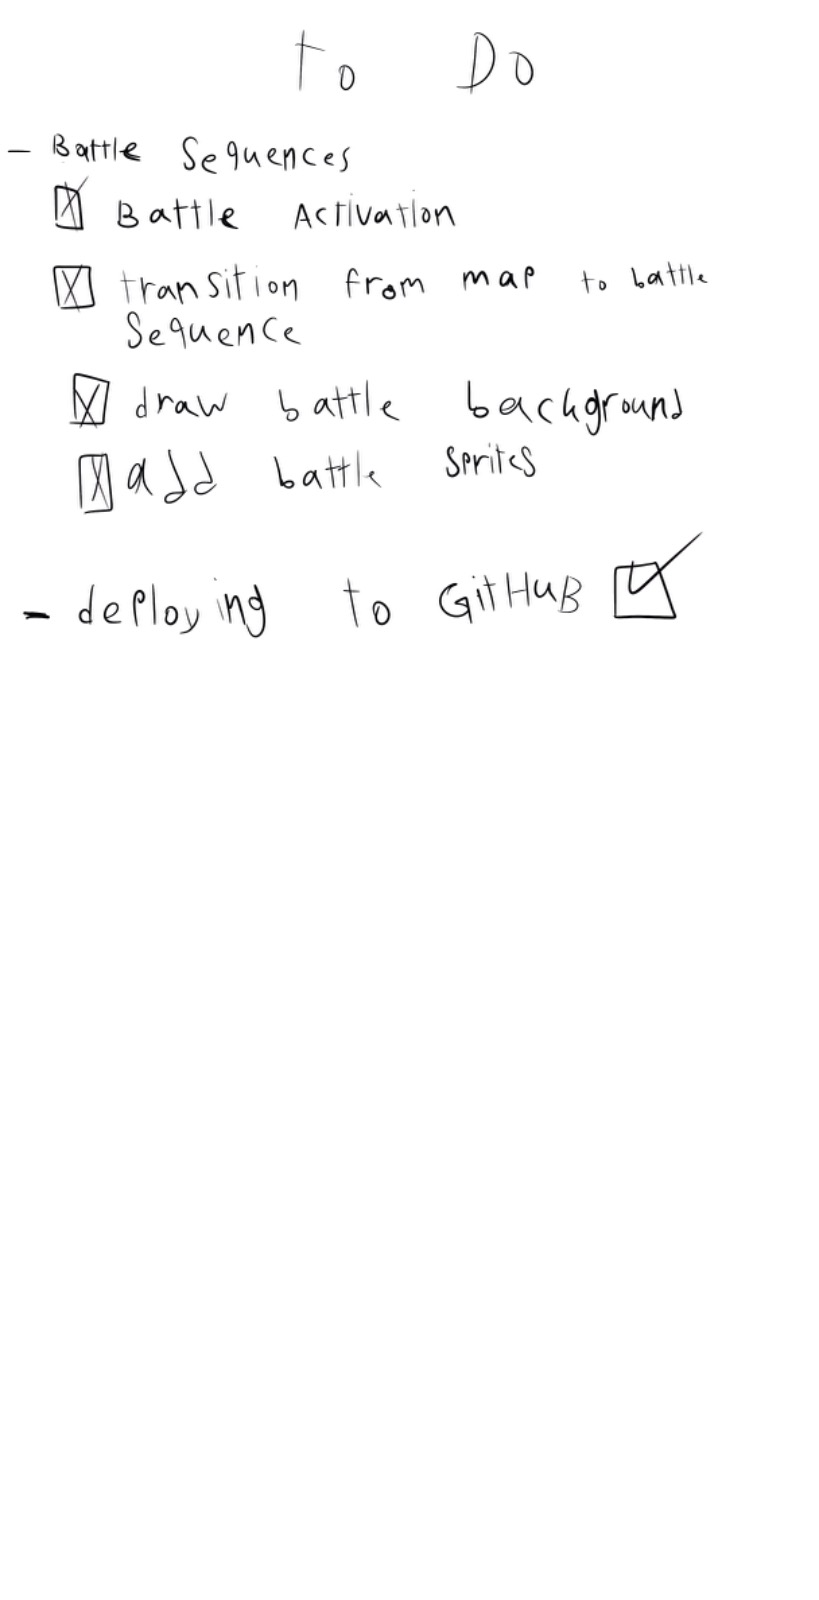 to Do
- Battle Sequences
☒ Battle Activation
☒ transition from map to battle
Sequence
☒ draw battle background
☒ add battle sprites
- deploying to GitHuB ☑